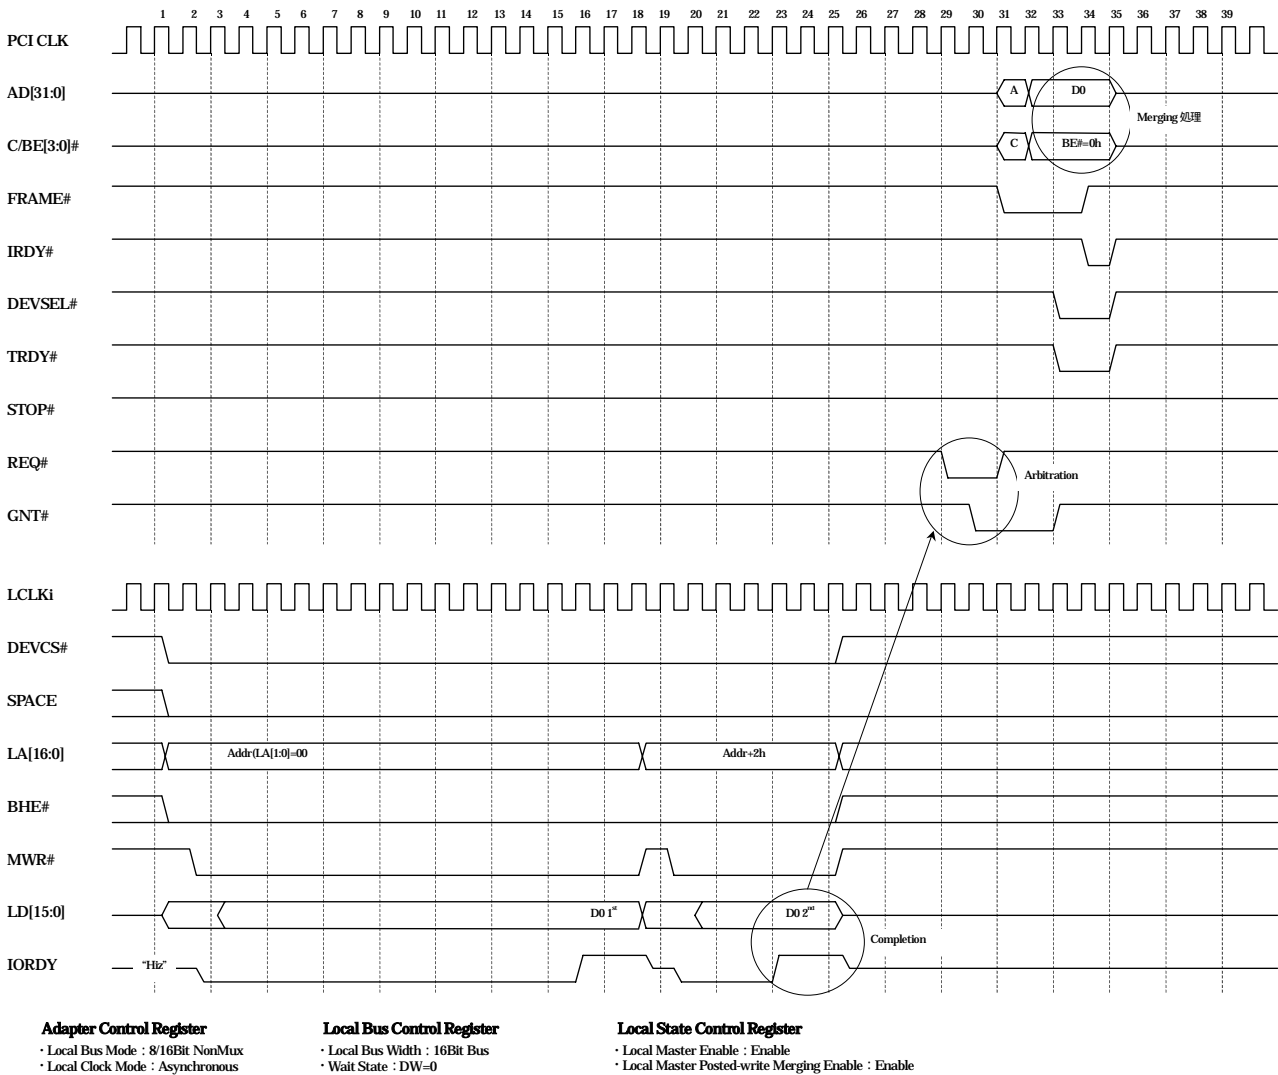 1 2 3 4 5 6 7 8 9 10 11 12 13 14 15 16 17 18 19 20 21 22 23 24 25 26 27 28 29 30 31 32 33 34 35 36 37 38 39
PCI CLK
AD[31:0] A D0
Merging 処理
C/BE[3:0]# C BE#=0h
FRAME#
IRDY#
DEVSEL#
TRDY#
STOP#
REQ#
Arbitration
GNT#
LCLKi
DEVCS#
SPACE
LA[16:0] Addr(LA[1:0]=00 Addr+2h
BHE#
MWR#
LD[15:0] D0 1st D0 2nd
Completion
IORDY "Hiz"
Adapter Control Register
・Local Bus Mode：8/16Bit NonMux
・Local Clock Mode：Asynchronous
Local Bus Control Register
・Local Bus Width：16Bit Bus
・Wait State：DW=0
Local State Control Register
・Local Master Enable：Enable
・Local Master Posted-write Merging Enable：Enable